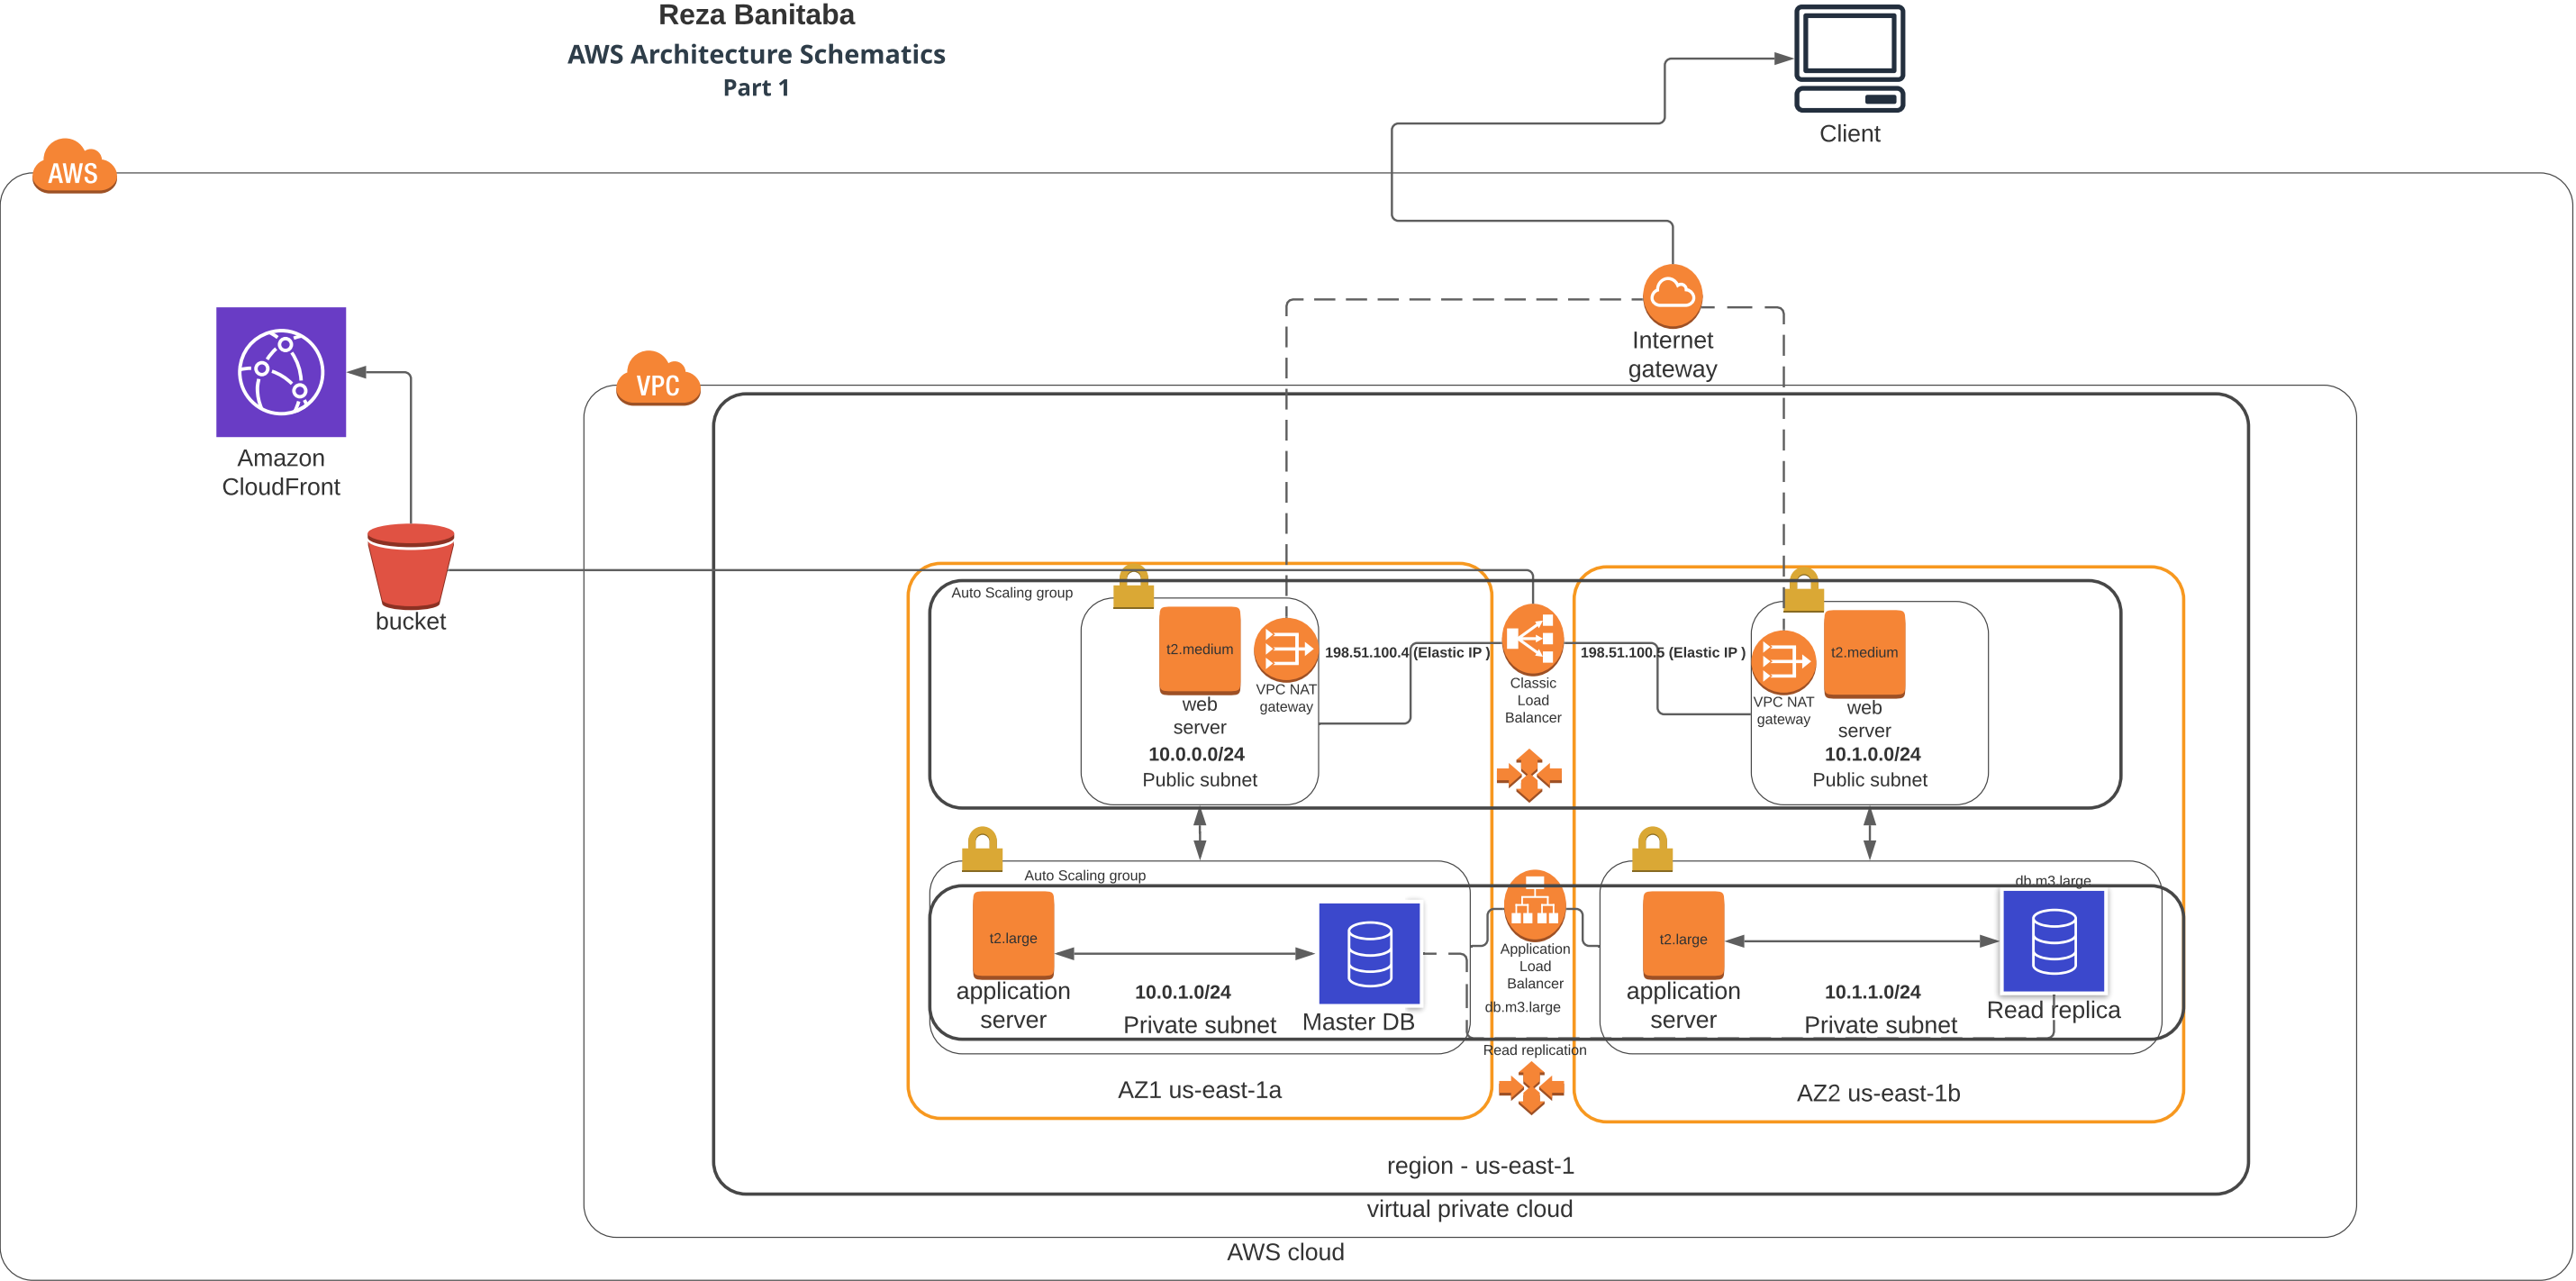 Reza Banitaba
AWS Architecture Schematics
Part 1
Client
AWS
Internet
gateway
VPC
Amazon
CloudFront
bucket
Auto Scaling group
t2.medium
web
server
10.0.0.0/24
Public subnet
VPC NAT
gateway
198.51.100.4 (Elastic IP )
Classic
Load
Balancer
198.51.100.5 (Elastic IP )
VPC NAT
gateway
t2.medium
web
server
10.1.0.0/24
Public subnet
Auto Scaling group
t2.large
application
server
10.0.1.0/24
Private subnet
Master DB
Application
Load
Balancer
db.m3.large
Read replication
t2.large
application
server
10.1.1.0/24
Private subnet
db.m3.large
Read replica
AZ1 us-east-1a
AZ2 us-east-1b
region - us-east-1
virtual private cloud
AWS cloud